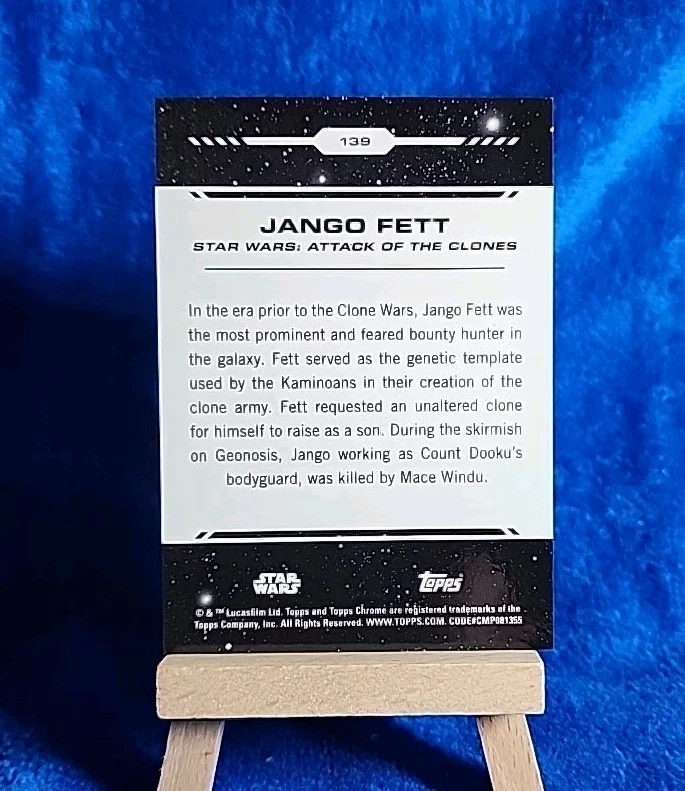 139
JANGO FETT
STAR WARS: ATTACK OF THE CLONES
In the era prior to the Clone Wars, Jango Fett was
the most prominent and feared bounty hunter in
the galaxy. Fett served as the genetic template
used by the Kaminoans in their creation of the
clone army. Fett requested an unaltered clone
for himself to raise as a son. During the skirmish
on Geonosis, Jango working as Count Dooku's
bodyguard, was killed by Mace Windu.
STAR
WARS
Topps
© & ™ Lucasfilm Ltd. Topps and Topps Chrome are registered trademarks of the
Topps Company, Inc. All Rights Reserved. WWW.TOPPS.COM. CODE#CMP081355